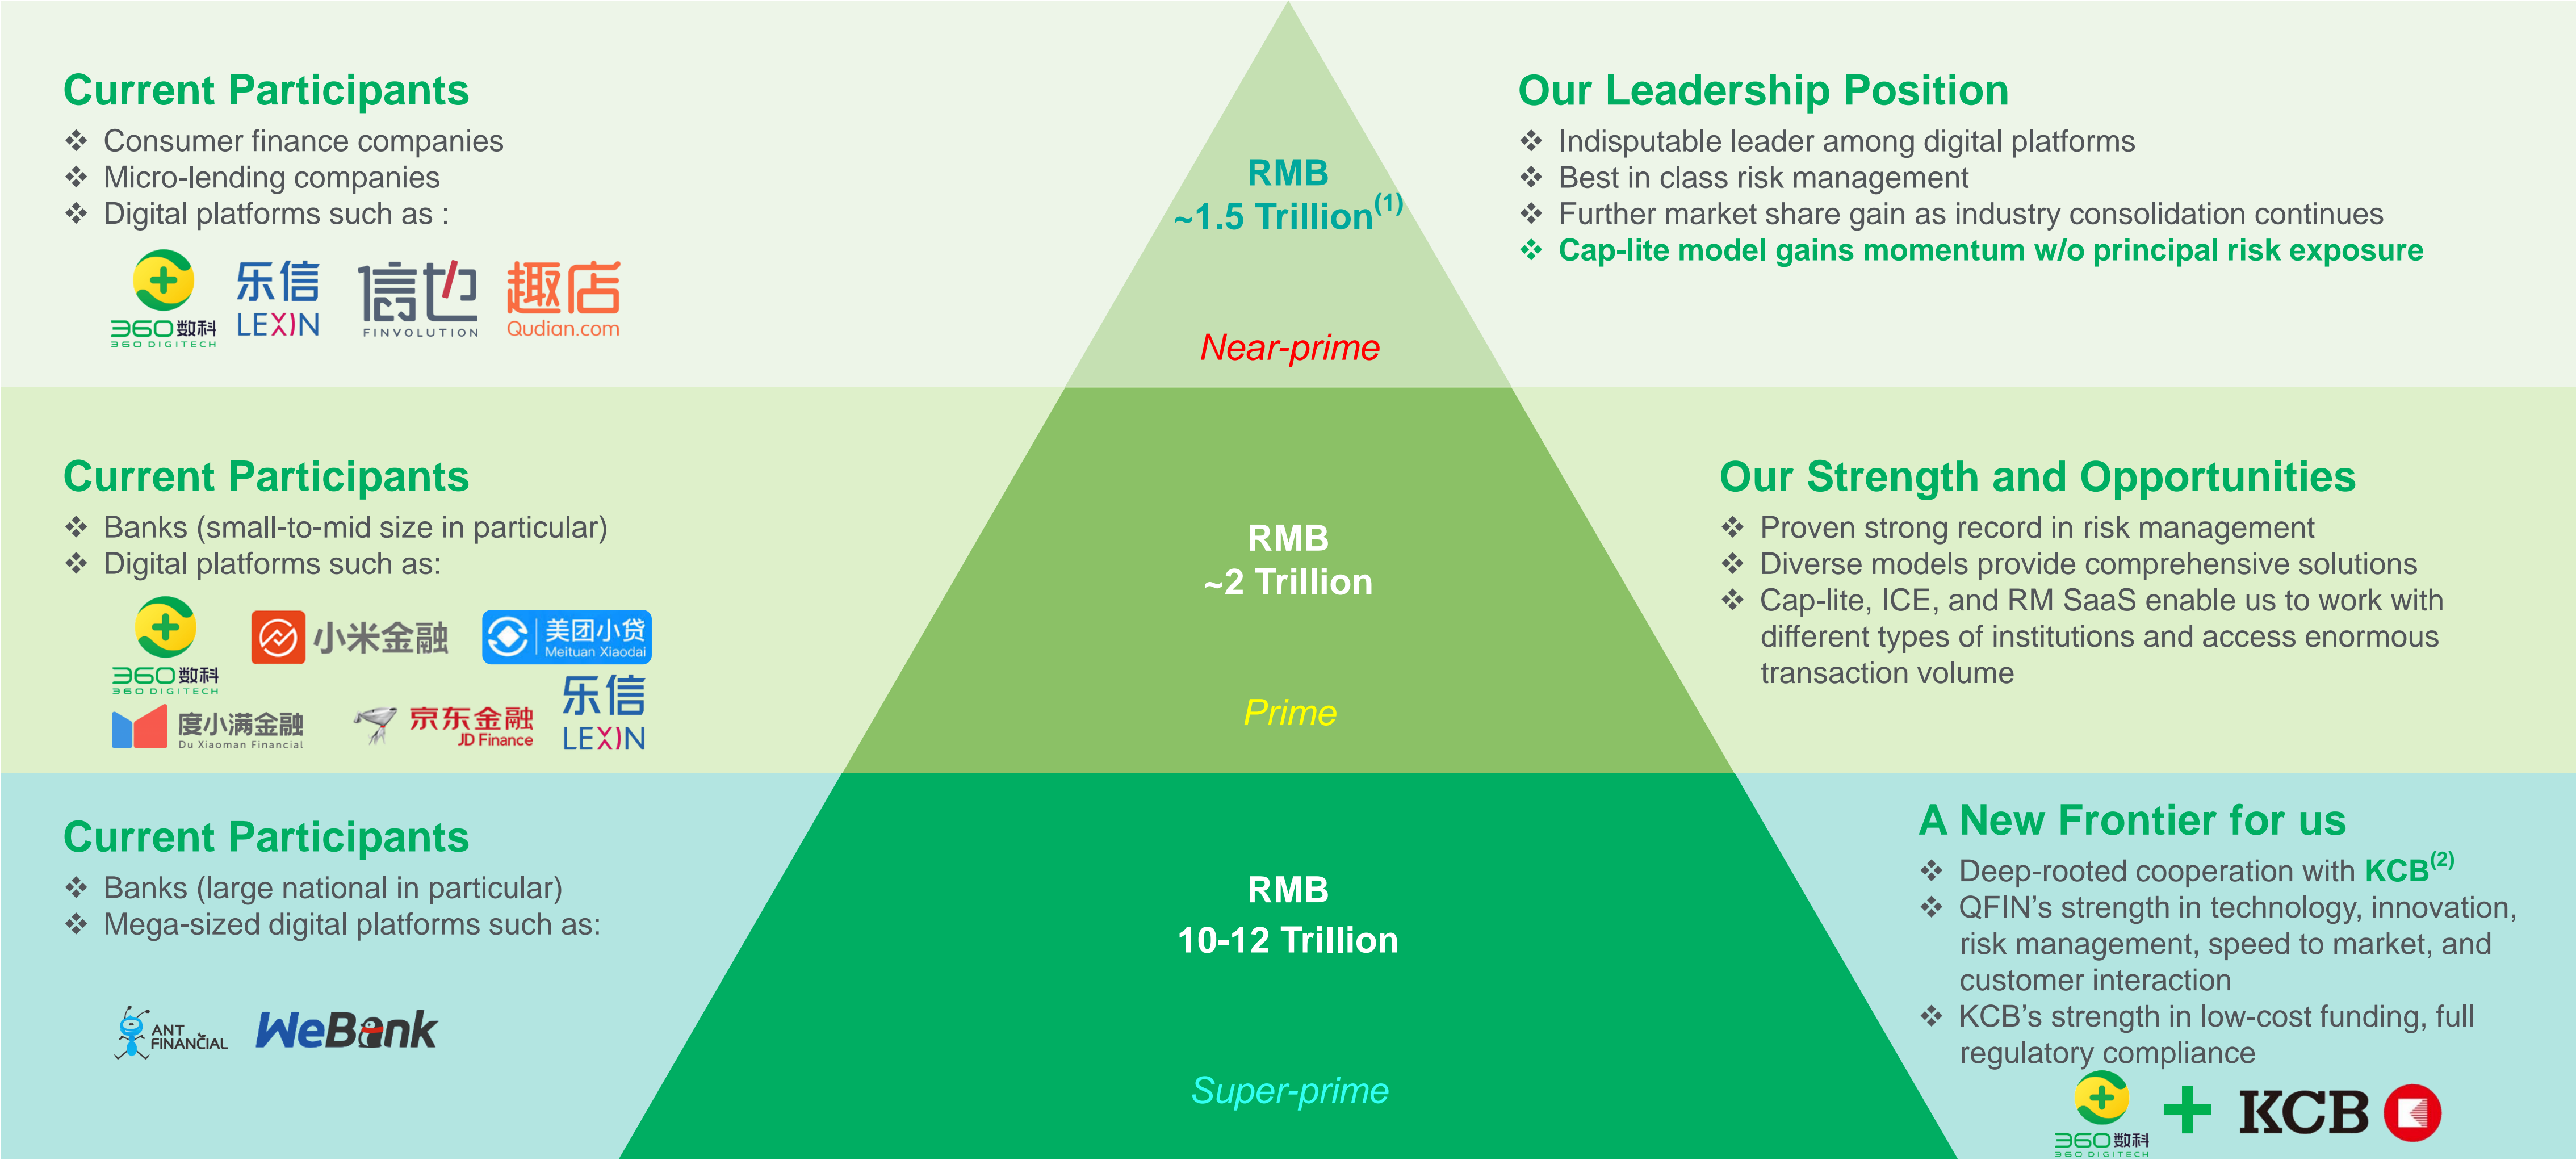 Current Participants
❖ Consumer finance companies
❖ Micro-lending companies
❖ Digital platforms such as :
360数科
360 DIGITECH
乐信
LEXIN
信也
FINVOLUTION
趣店
Qudian.com
RMB
~1.5 Trillion(1)
Near-prime
Our Leadership Position
❖ Indisputable leader among digital platforms
❖ Best in class risk management
❖ Further market share gain as industry consolidation continues
❖ Cap-lite model gains momentum w/o principal risk exposure
Current Participants
❖ Banks (small-to-mid size in particular)
❖ Digital platforms such as:
360数科
360 DIGITECH
小米金融
美团小贷
Meituan Xiaodai
度小满金融
Du Xiaoman Financial
京东金融
JD Finance
乐信
LEXIN
RMB
~2 Trillion
Prime
Our Strength and Opportunities
❖ Proven strong record in risk management
❖ Diverse models provide comprehensive solutions
❖ Cap-lite, ICE, and RM SaaS enable us to work with
different types of institutions and access enormous
transaction volume
Current Participants
❖ Banks (large national in particular)
❖ Mega-sized digital platforms such as:
ANT
FINANCIAL
WeBank
RMB
10-12 Trillion
Super-prime
A New Frontier for us
❖ Deep-rooted cooperation with KCB(2)
❖ QFIN’s strength in technology, innovation,
risk management, speed to market, and
customer interaction
❖ KCB’s strength in low-cost funding, full
regulatory compliance
360数科
360 DIGITECH
+
KCB